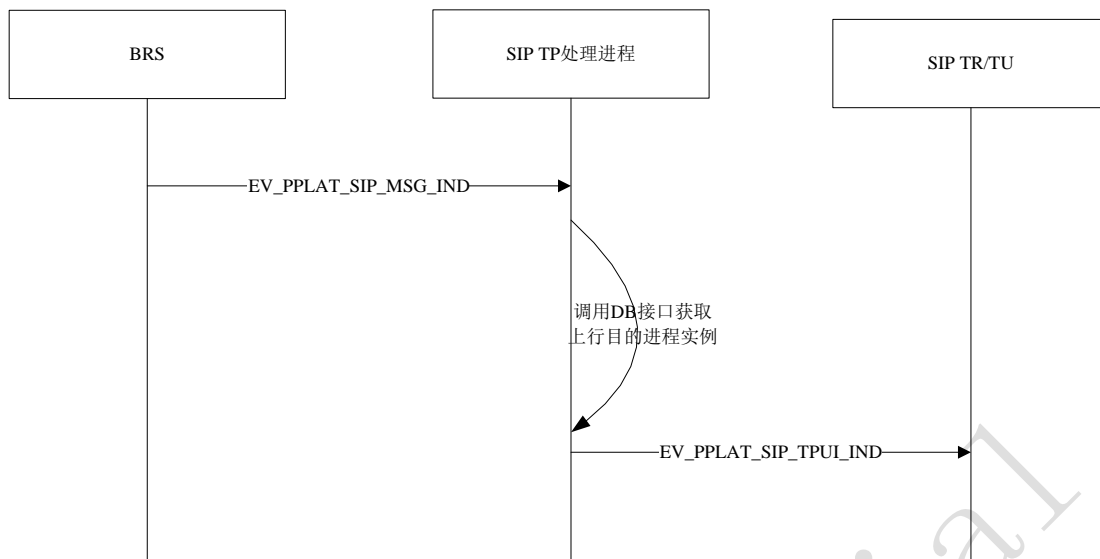 BRS
SIP TP处理进程
SIP TR/TU
EV_PPLAT_SIP_MSG_IND
调用DB接口获取
上行目的进程实例
EV_PPLAT_SIP_TPUI_IND